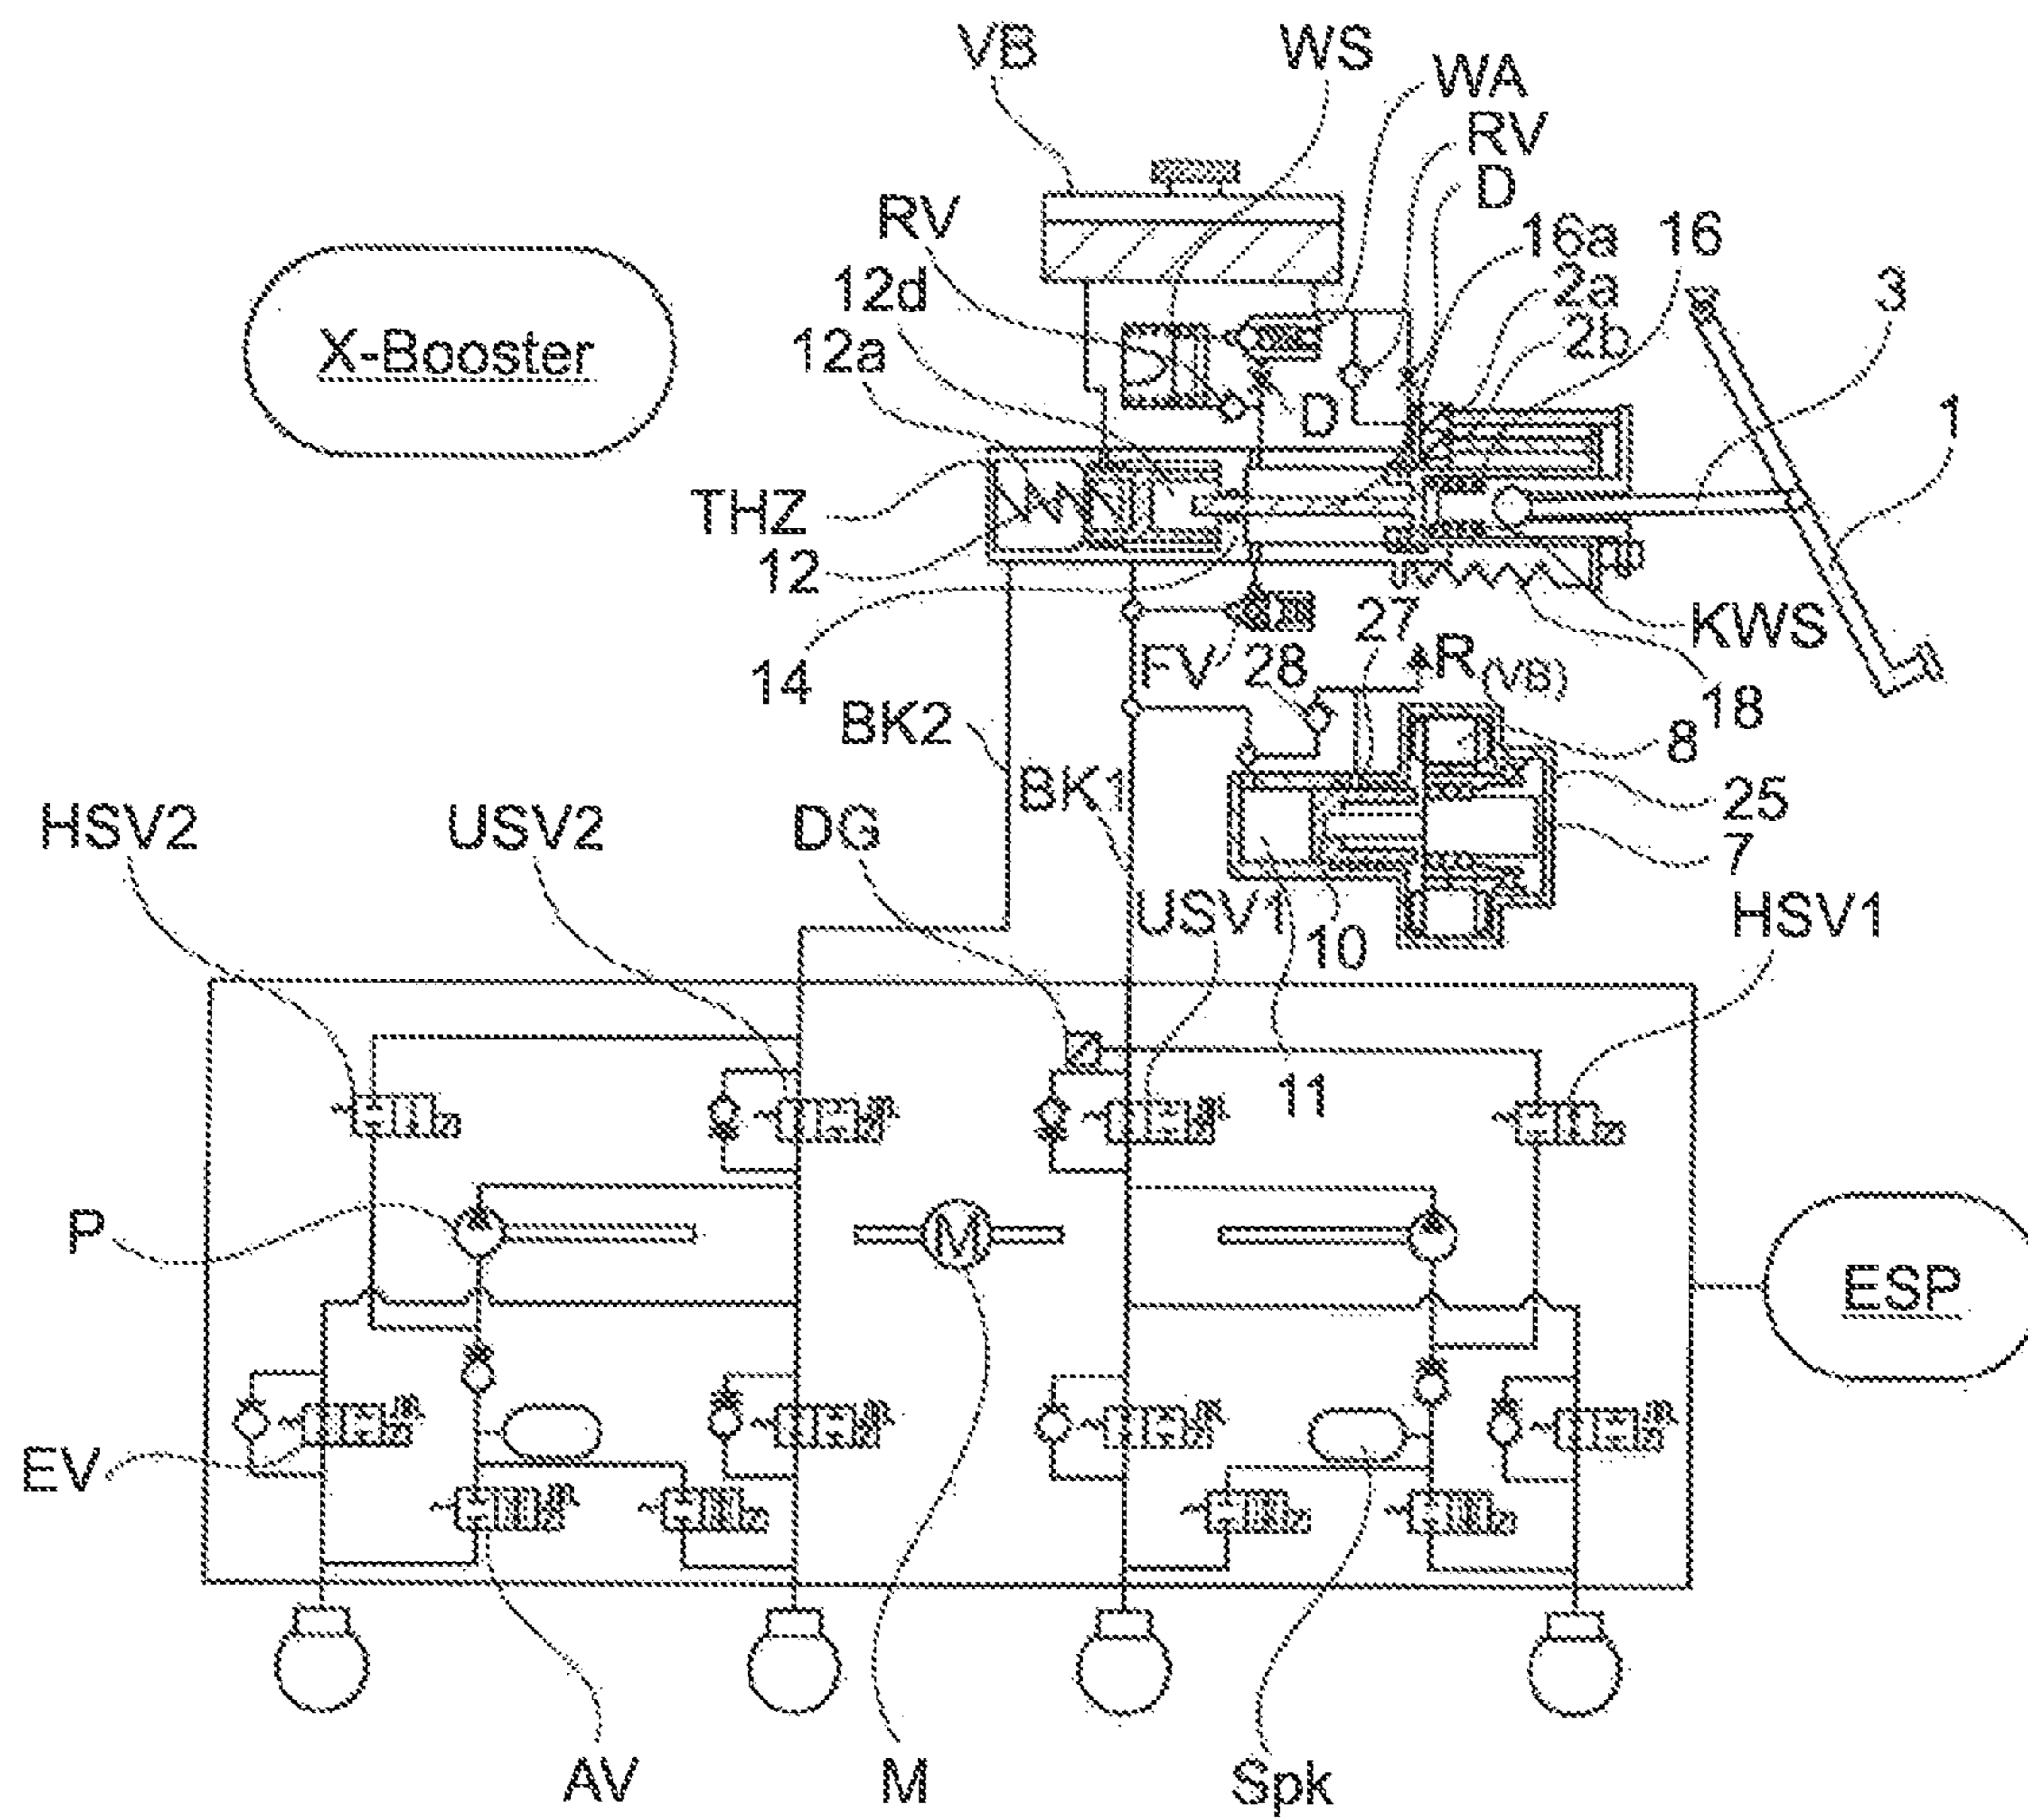 VB
WS
WA
RV
D
RV
16a
16
12d
2a
3
X-Booster
12a
2b
D
1
THZ
12
27
KWS
14
FV
28
R
(VB)
18
BK2
8
BK1
25
HSV2
USV2
DG
7
USV1
10
HSV1
11
P
M
ESP
EV
AV
M
Spk